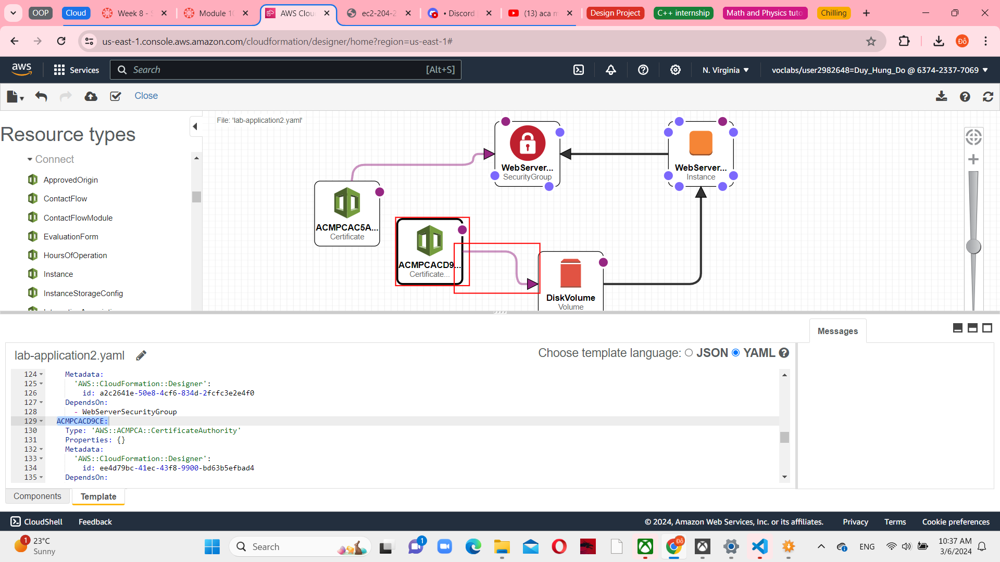 OOP
Cloud
Week 8 - S
Module 10
AWS Clou
ec2-204-2
• Discord
(13) aca m
Design Project
C++ internship
Math and Physics tuto
Chilling
us-east-1.console.aws.amazon.com/cloudformation/designer/home?region=us-east-1#
Đỗ
aws
Services
Search
[Alt+S]
N. Virginia
voclabs/user2982648=Duy_Hung_Do @ 6374-2337-7069
Close
Resource types
Connect
ApprovedOrigin
ContactFlow
ContactFlowModule
EvaluationForm
HoursOfOperation
Instance
InstanceStorageConfig
File: 'lab-application2.yaml'
WebServer...
SecurityGroup
WebServer...
Instance
ACMPCAC5A...
Certificate
ACMPCACD9...
Certificate...
DiskVolume
Volume
Messages
lab-application2.yaml
Choose template language: JSON YAML
124 Metadata:
125 'AWS::CloudFormation::Designer':
126 id: a2c2641e-50e8-4cf6-834d-2fcfc3e2e4f0
127 DependsOn:
128 - WebServerSecurityGroup
129 ACMPCACD9CE:
130 Type: 'AWS::ACMPCA::CertificateAuthority'
131 Properties: {}
132 Metadata:
133 'AWS::CloudFormation::Designer':
134 id: ee4d79bc-41ec-43f8-9900-bd63b5efbad4
135 DependsOn:
Components
Template
CloudShell
Feedback
© 2024, Amazon Web Services, Inc. or its affiliates.
Privacy
Terms
Cookie preferences
1
23°C
Sunny
Search
1
Đỗ
ENG
10:37 AM
3/6/2024